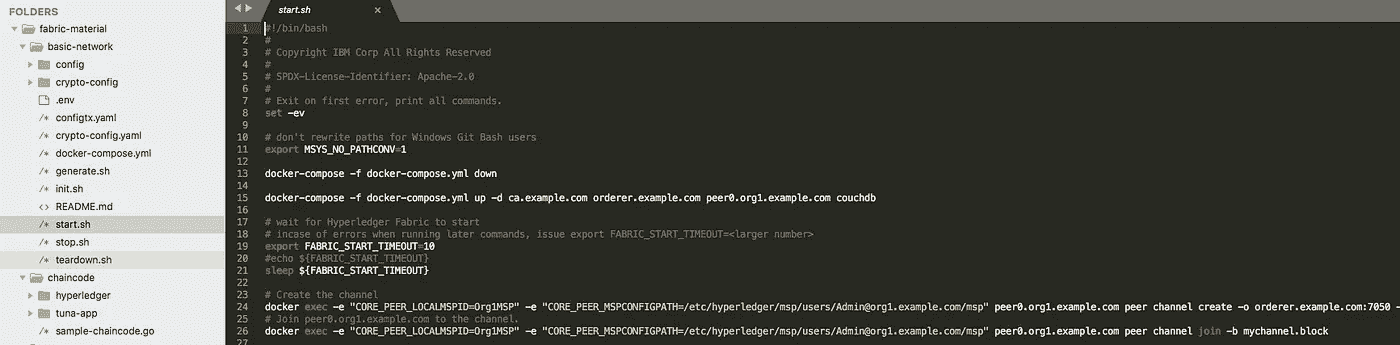 FOLDERS
fabric-material
basic-network
config
crypto-config
.env
/* configtx.yaml
/* crypto-config.yaml
/* docker-compose.yml
/* generate.sh
/* init.sh
<> README.md
/* start.sh
/* stop.sh
/* teardown.sh
chaincode
hyperledger
tuna-app
/* sample-chaincode.go
start.sh ×
1 #!/bin/bash
2 #
3 # Copyright IBM Corp All Rights Reserved
4 #
5 # SPDX-License-Identifier: Apache-2.0
6 #
7 # Exit on first error, print all commands.
8 set -ev
9
10 # don't rewrite paths for Windows Git Bash users
11 export MSYS_NO_PATHCONV=1
12
13 docker-compose -f docker-compose.yml down
14
15 docker-compose -f docker-compose.yml up -d ca.example.com orderer.example.com peer0.org1.example.com couchdb
16
17 # wait for Hyperledger Fabric to start
18 # incase of errors when running later commands, issue export FABRIC_START_TIMEOUT=<larger number>
19 export FABRIC_START_TIMEOUT=10
20 #echo ${FABRIC_START_TIMEOUT}
21 sleep ${FABRIC_START_TIMEOUT}
22
23 # Create the channel
24 docker exec -e "CORE_PEER_LOCALMSPID=Org1MSP" -e "CORE_PEER_MSPCONFIGPATH=/etc/hyperledger/msp/users/Admin@org1.example.com/msp" peer0.org1.example.com peer channel create -o orderer.example.com:7050 -
25 # Join peer0.org1.example.com to the channel.
26 docker exec -e "CORE_PEER_LOCALMSPID=Org1MSP" -e "CORE_PEER_MSPCONFIGPATH=/etc/hyperledger/msp/users/Admin@org1.example.com/msp" peer0.org1.example.com peer channel join -b mychannel.block
27